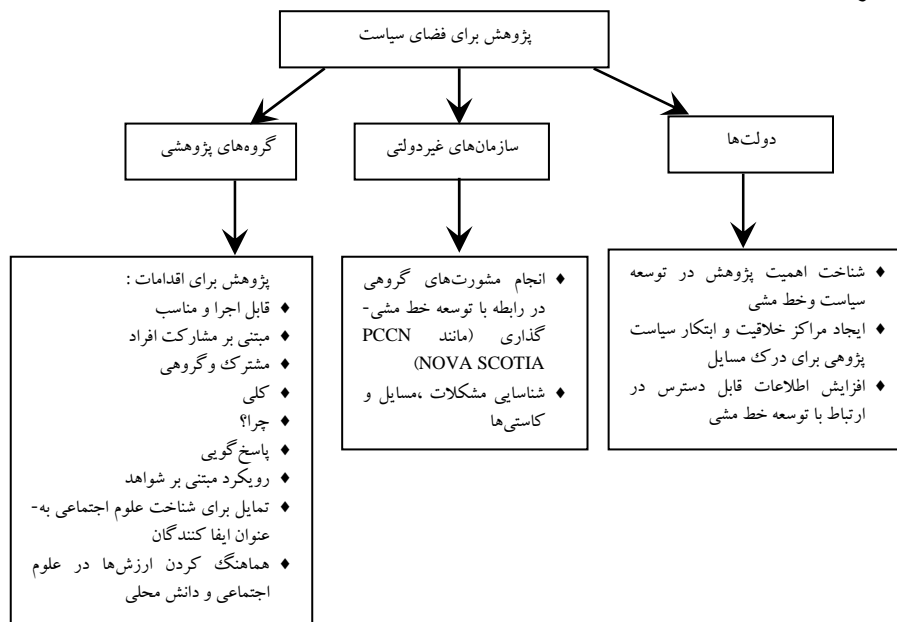 پژوهش برای فضای سیاست
دولت‌ها
سازمان‌های غیردولتی
گروه‌های پژوهشی
♦ شناخت اهمیت پژوهش در توسعه
سیاست وخط مشی
♦ ایجاد مراکز خلاقیت و ابتکار سیاست
پژوهی برای درک مسایل
♦ افزایش اطلاعات قابل دسترس در
ارتباط با توسعه خط مشی
♦ انجام مشورت‌های گروهی
در رابطه با توسعه خط مشی-
گذاری (مانند PCCN
NOVA SCOTIA)
♦ شناسایی مشکلات ،مسایل و
کاستی‌ها
پژوهش برای اقدامات :
♦ قابل اجرا و مناسب
♦ مبتنی بر مشارکت افراد
♦ مشترک وگروهی
♦ کلی
♦ چرا؟
♦ پاسخ‌گویی
♦ رویکرد مبتنی بر شواهد
♦ تمایل برای شناخت علوم اجتماعی به-
عنوان ایفا کنندگان
♦ هماهنگ کردن ارزش‌ها در علوم
اجتماعی و دانش محلی